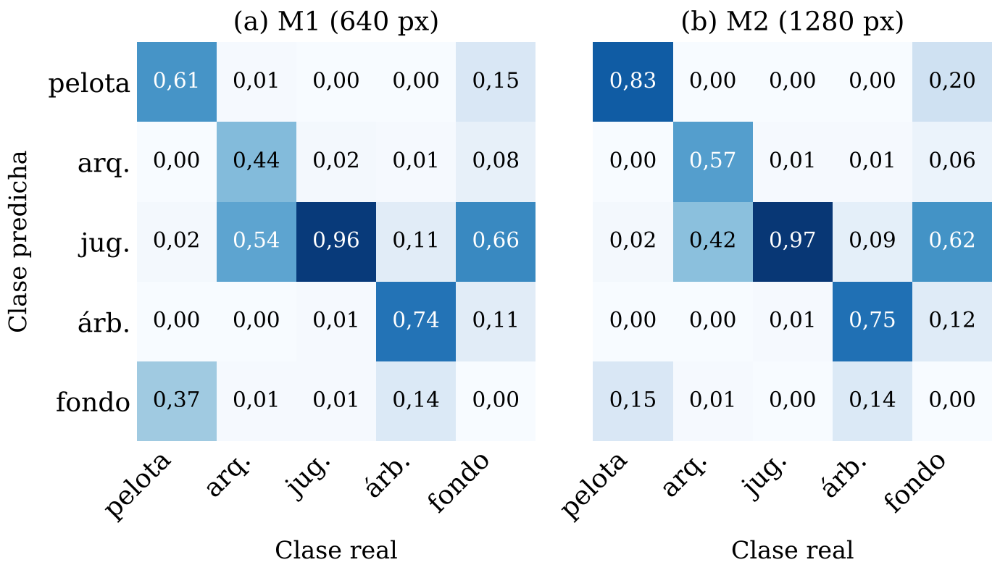 (a) M1 (640 px) (b) M2 (1280 px)
pelota 0,61 0,01 0,00 0,00 0,15 0,83 0,00 0,00 0,00 0,20
arq. 0,00 0,44 0,02 0,01 0,08 0,00 0,57 0,01 0,01 0,06
jug. 0,02 0,54 0,96 0,11 0,66 0,02 0,42 0,97 0,09 0,62
árb. 0,00 0,00 0,01 0,74 0,11 0,00 0,00 0,01 0,75 0,12
fondo 0,37 0,01 0,01 0,14 0,00 0,15 0,01 0,00 0,14 0,00
Clase predicha
pelota arq. jug. árb. fondo pelota arq. jug. árb. fondo
Clase real Clase real